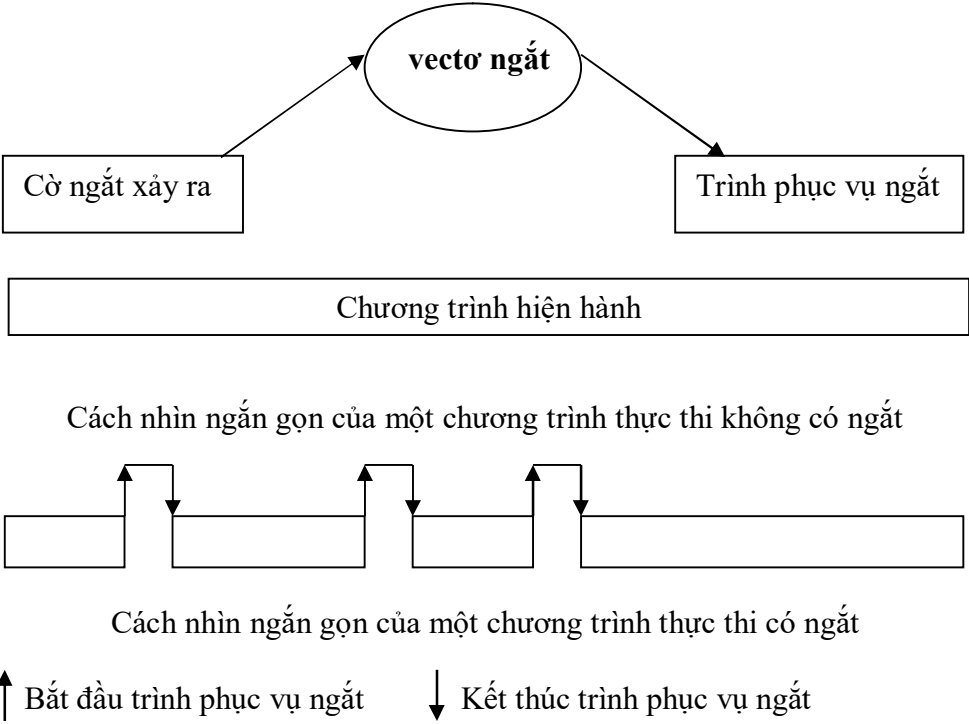 vectơ ngắt
Cờ ngắt xảy ra
Trình phục vụ ngắt
Chương trình hiện hành
Cách nhìn ngắn gọn của một chương trình thực thi không có ngắt
Cách nhìn ngắn gọn của một chương trình thực thi có ngắt
Bắt đầu trình phục vụ ngắt
Kết thúc trình phục vụ ngắt